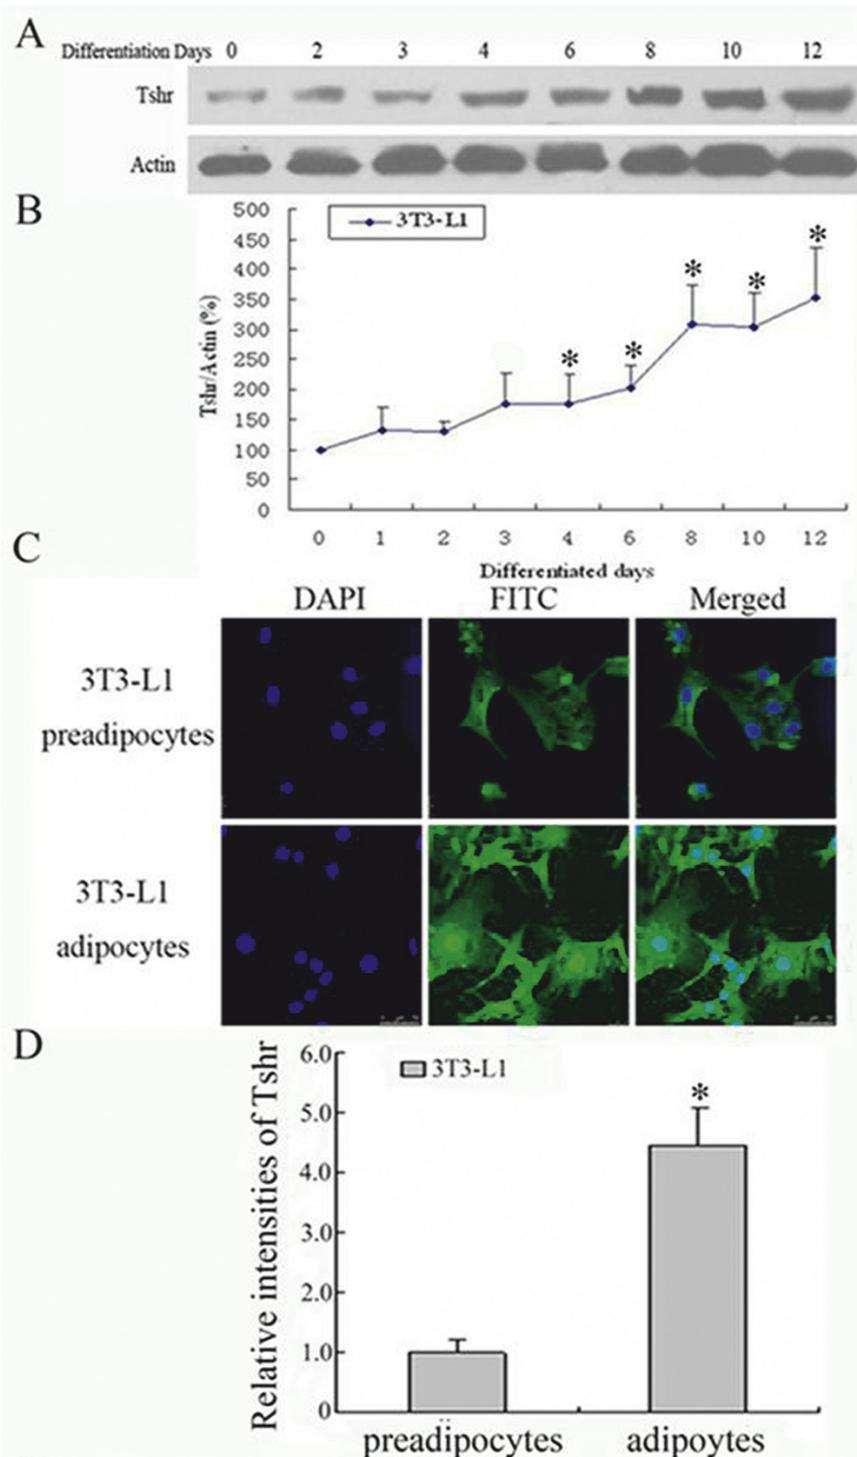 A
Differentiation Days 0 2 3 4 6 8 10 12
Tshr
Actin
B
500
450
400
350
300
250
200
150
100
50
0
Tshr/Actin (%)
3T3-L1
* * * * *
0 1 2 3 4 6 8 10 12
Differentiated days
C
DAPI FITC Merged
3T3-L1
preadipocytes
3T3-L1
adipocytes
D
Relative intensities of Tshr
6.0
5.0
4.0
3.0
2.0
1.0
0
3T3-L1
*
preadipocytes adipoytes